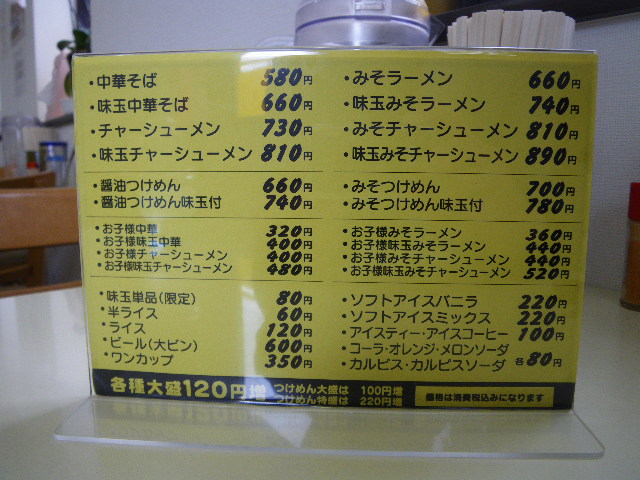 ・中華そば 580円
・味玉中華そば 660円
・チャーシューメン 730円
・味玉チャーシューメン 810円
・醤油つけめん 660円
・醤油つけめん味玉付 740円
・お子様中華 320円
・お子様味玉中華 400円
・お子様チャーシューメン 400円
・お子様味玉チャーシューメン 480円
・味玉単品(限定) 80円
・半ライス 60円
・ライス 120円
・ビール(大ビン) 600円
・ワンカップ 350円
・みそラーメン 660円
・味玉みそラーメン 740円
・みそチャーシューメン 810円
・味玉みそチャーシューメン 890円
・みそつけめん 700円
・みそつけめん味玉付 780円
・お子様みそラーメン 360円
・お子様味玉みそラーメン 440円
・お子様みそチャーシューメン 440円
・お子様味玉みそチャーシューメン 520円
・ソフトアイスバニラ 220円
・ソフトアイスミックス 220円
・アイスティー・アイスコーヒー 100円
・コーラ・オレンジ・メロンソーダ
・カルピス・カルピスソーダ 各80円
各種大盛120円増
つけめん大盛は 100円増
つけめん特盛は 220円増
価格は消費税込みになります